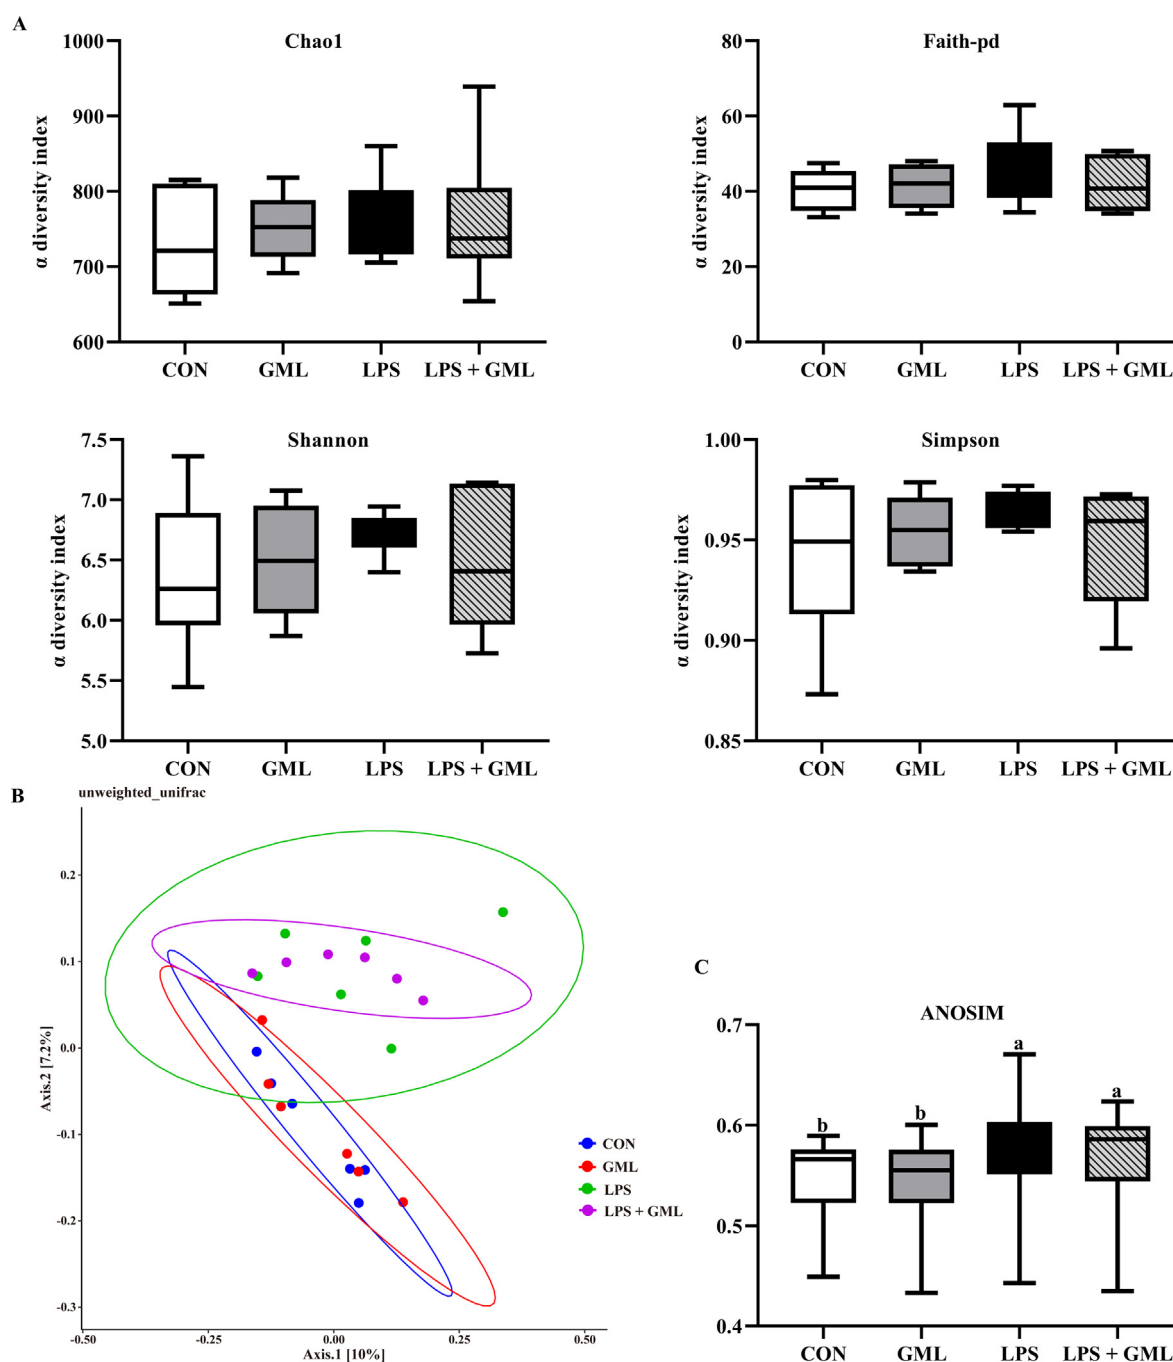 A
Chao1
α diversity index
1000
900
800
700
600
CON GML LPS LPS + GML
Faith-pd
α diversity index
80
60
40
20
0
CON GML LPS LPS + GML
Shannon
α diversity index
7.5
7.0
6.5
6.0
5.5
5.0
CON GML LPS LPS + GML
Simpson
α diversity index
1.00
0.95
0.90
0.85
CON GML LPS LPS + GML
B
unweighted_unifrac
Axis.2 [7.2%]
0.2
0.1
0.0
-0.1
-0.2
-0.3
-0.50 -0.25 0.00 0.25 0.50
Axis.1 [10%]
CON
GML
LPS
LPS + GML
C
ANOSIM
0.7
0.6
0.5
0.4
b b a a
CON GML LPS LPS + GML